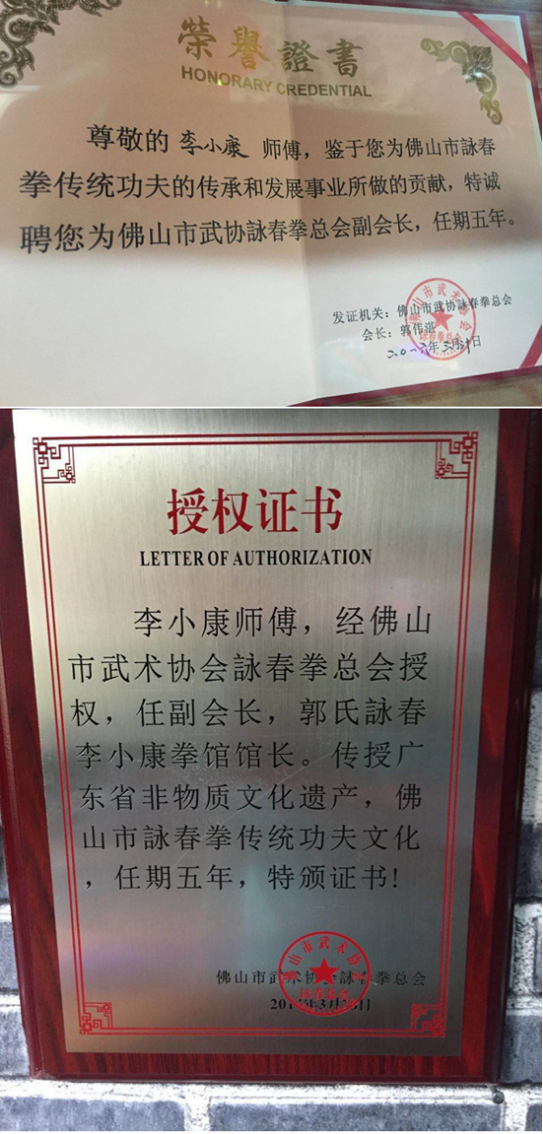 荣譽證書
HONORARY CREDENTIAL
尊敬的 李小康 师傅，鉴于您为佛山市詠春
拳传统功夫的传承和发展事业所做的贡献，特诚
聘您为佛山市武协詠春拳总会副会长，任期五年。
发证机关：佛山市武协詠春拳总会
会长：郭伟湛
授权证书
LETTER OF AUTHORIZATION
李小康师傅，经佛山
市武术协会詠春拳总会授
权，任副会长，郭氏詠春
李小康拳馆馆长。传授广
东省非物质文化遗产，佛
山市詠春拳传统功夫文化
，任期五年，特颁证书!
佛山市武术协会詠春拳总会